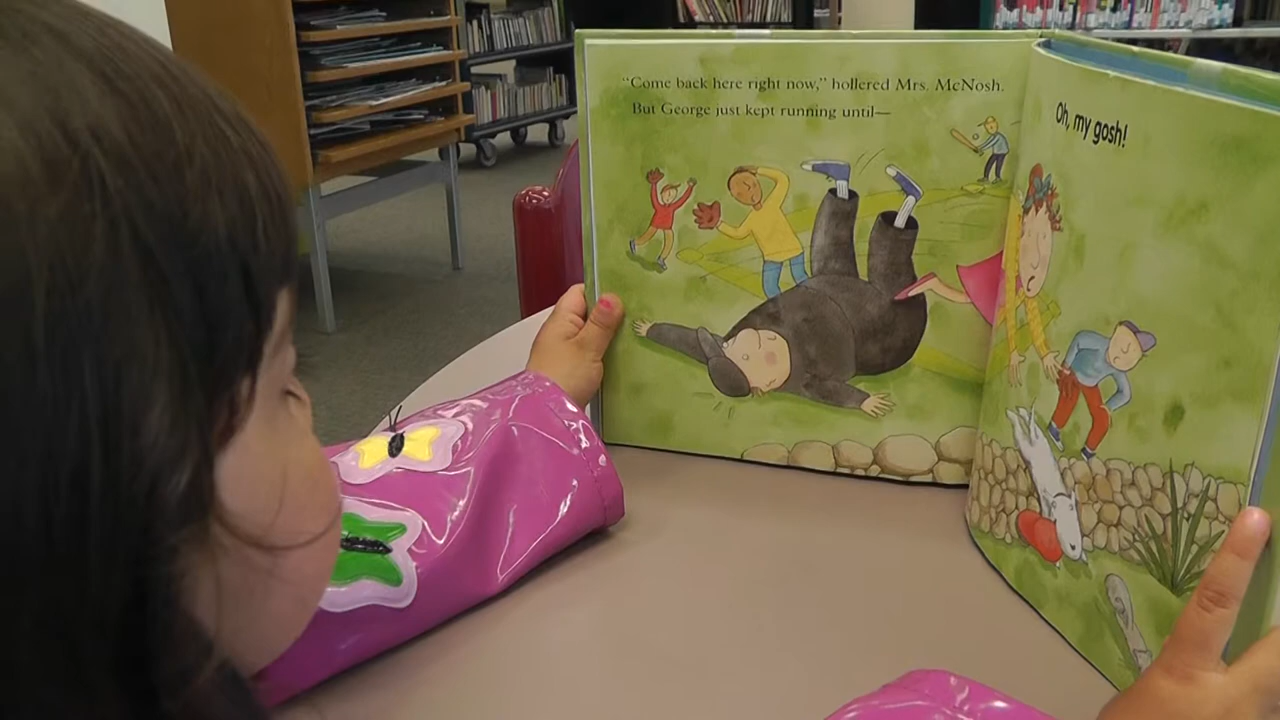 "Come back here right now," hollered Mrs. McNosh.
But George just kept running until—
Oh, my gosh!